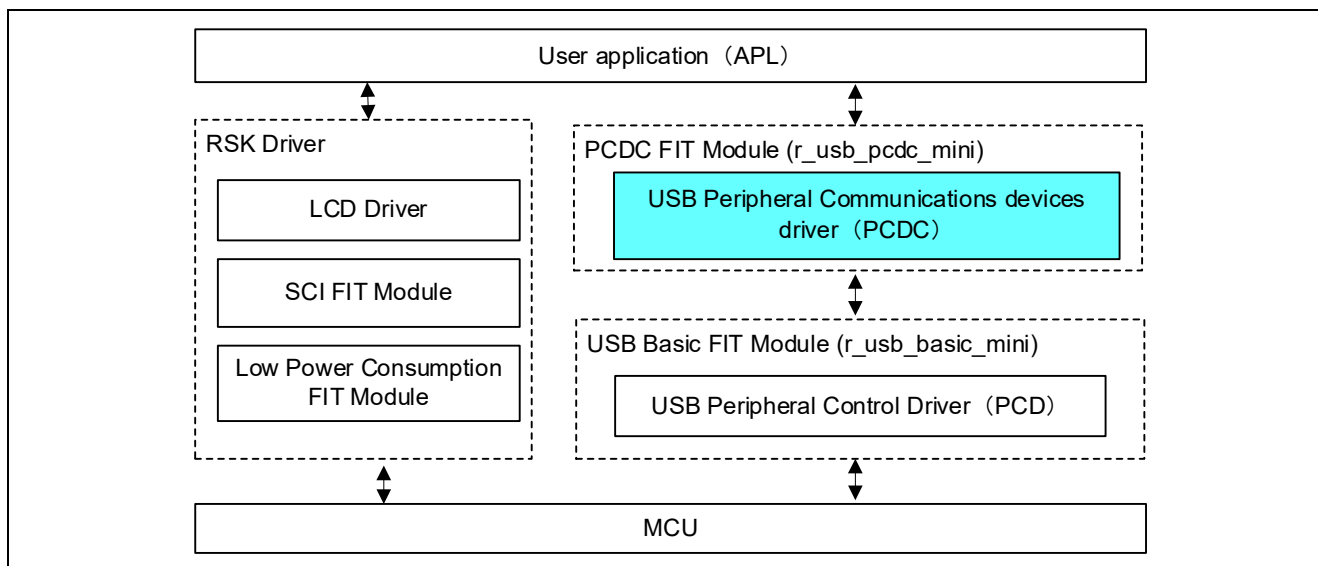 User application（APL）
RSK Driver
LCD Driver
SCI FIT Module
Low Power Consumption
FIT Module
PCDC FIT Module (r_usb_pcdc_mini)
USB Peripheral Communications devices
driver（PCDC）
USB Basic FIT Module (r_usb_basic_mini)
USB Peripheral Control Driver（PCD）
MCU